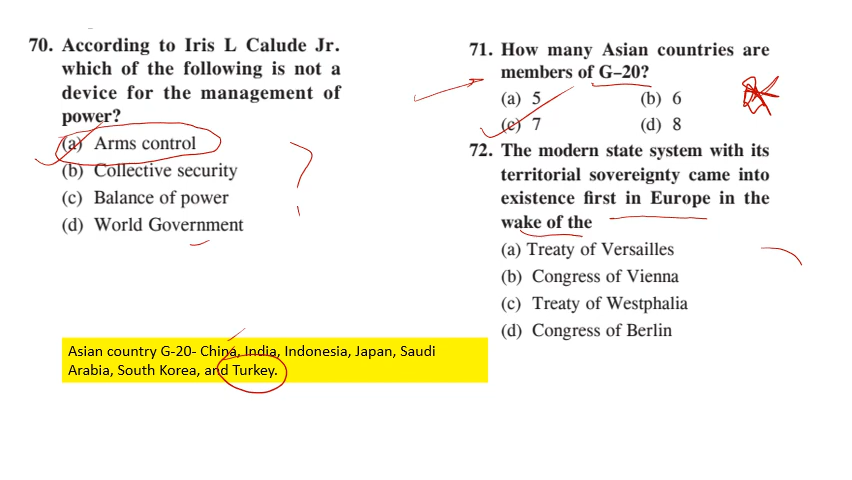 70. According to Iris L Calude Jr.
which of the following is not a
device for the management of
power?
(a) Arms control
(b) Collective security
(c) Balance of power
(d) World Government
Asian country G-20- China, India, Indonesia, Japan, Saudi
Arabia, South Korea, and Turkey.
71. How many Asian countries are
members of G–20?
(a) 5 (b) 6
(c) 7 (d) 8
72. The modern state system with its
territorial sovereignty came into
existence first in Europe in the
wake of the
(a) Treaty of Versailles
(b) Congress of Vienna
(c) Treaty of Westphalia
(d) Congress of Berlin